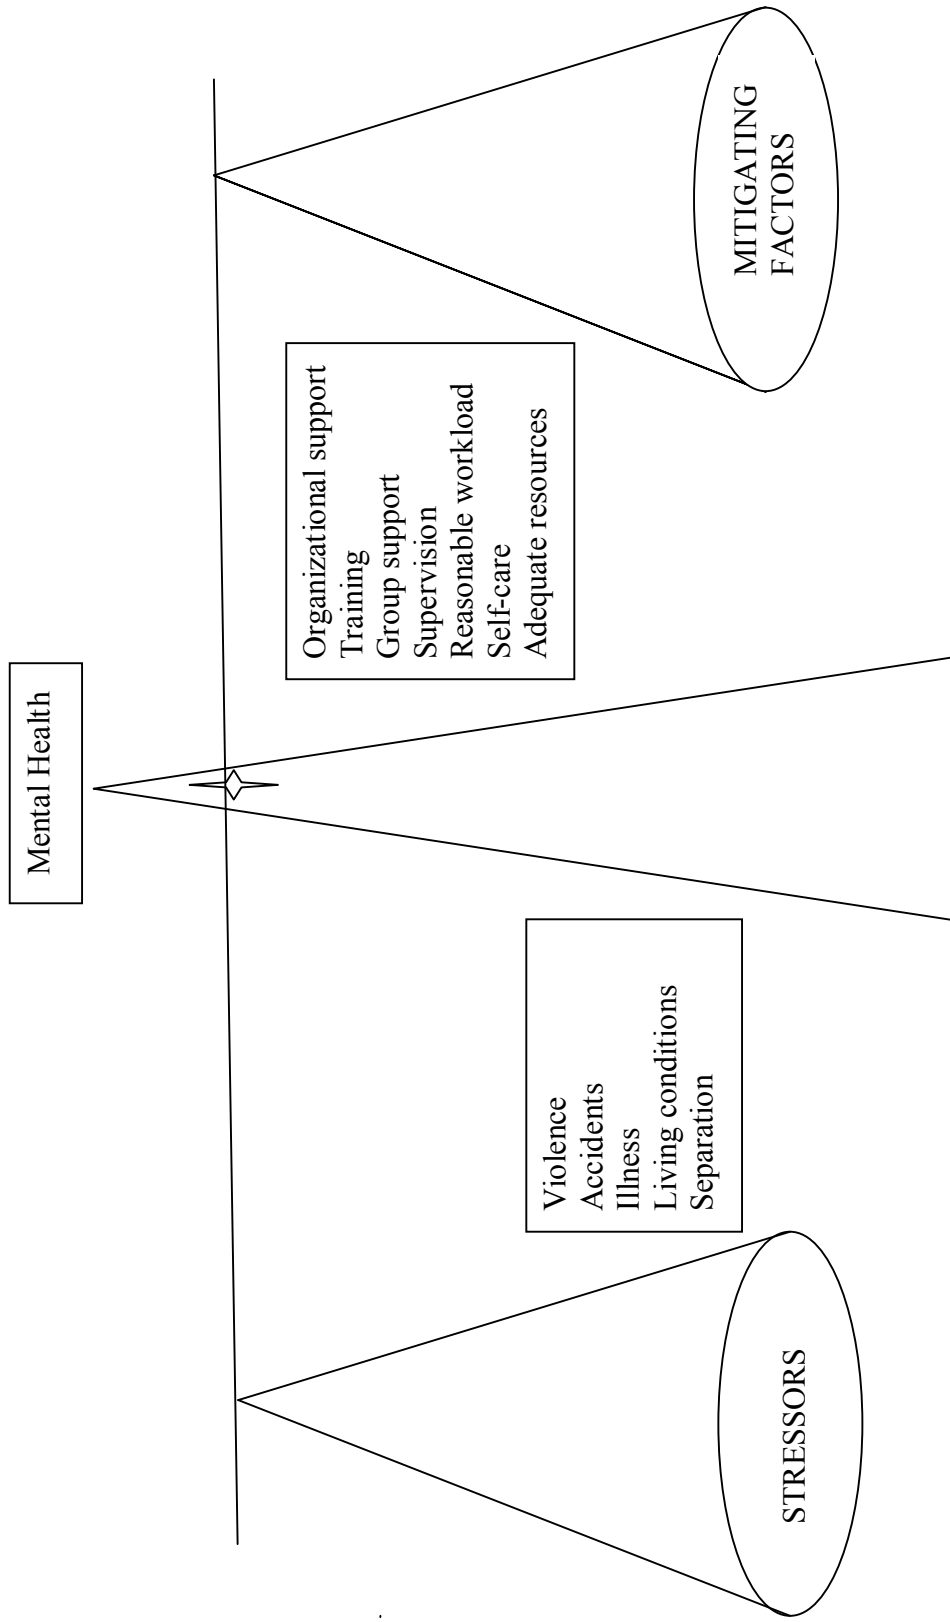 Mental Health
Violence
Accidents
Illness
Living conditions
Separation
Organizational support
Training
Group support
Supervision
Reasonable workload
Self-care
Adequate resources
STRESSORS
MITIGATING
FACTORS